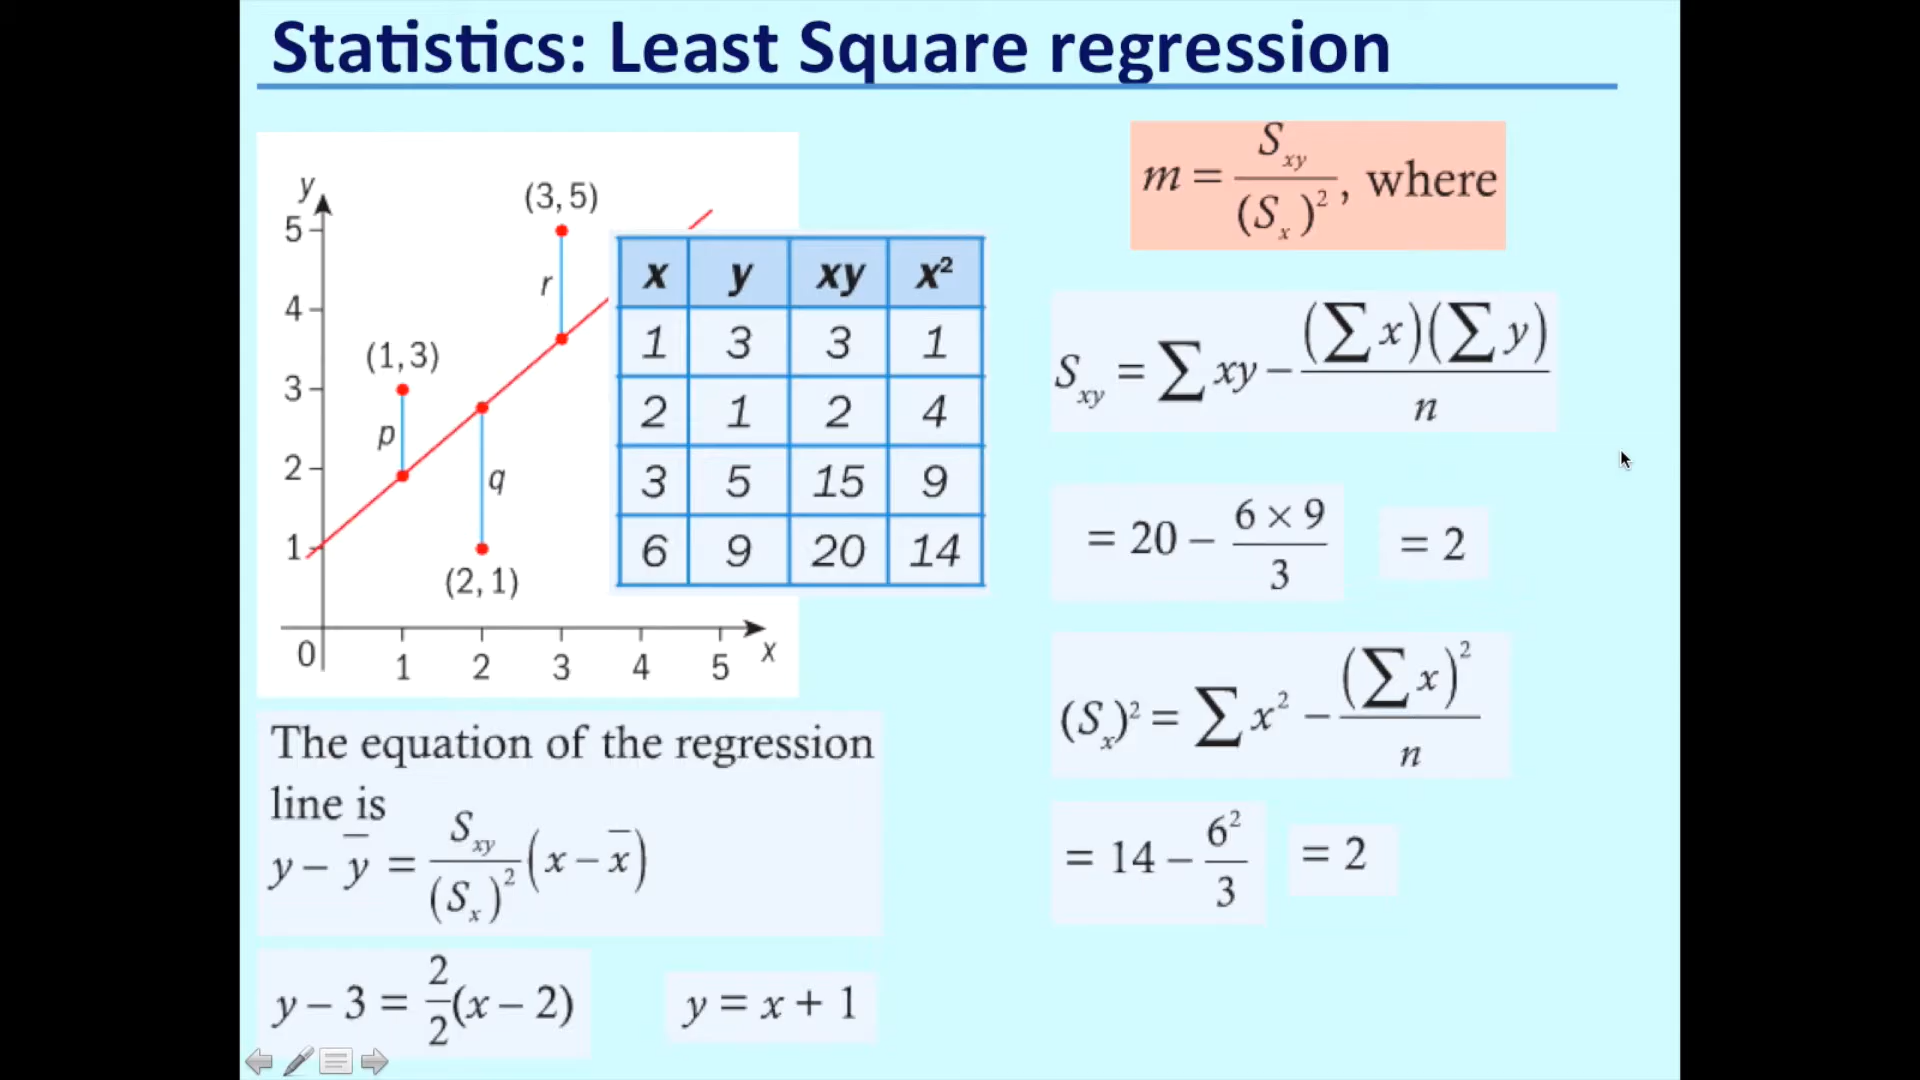 Statistics: Least Square regression
y
5
4
3
2
1
0
1 2 3 4 5 x
(3, 5)
r
(1, 3)
p
q
(2, 1)
x y xy x²
1 3 3 1
2 1 2 4
3 5 15 9
6 9 20 14
m = S_xy / (S_x)², where
S_xy = ∑xy − (∑x)(∑y) / n
= 20 − 6 × 9 / 3 = 2
(S_x)² = ∑x² − (∑x)² / n
= 14 − 6² / 3 = 2
The equation of the regression
line is
y − y̅ = S_xy / (S_x)² (x − x̅)
y − 3 = 2/2 (x − 2) y = x + 1